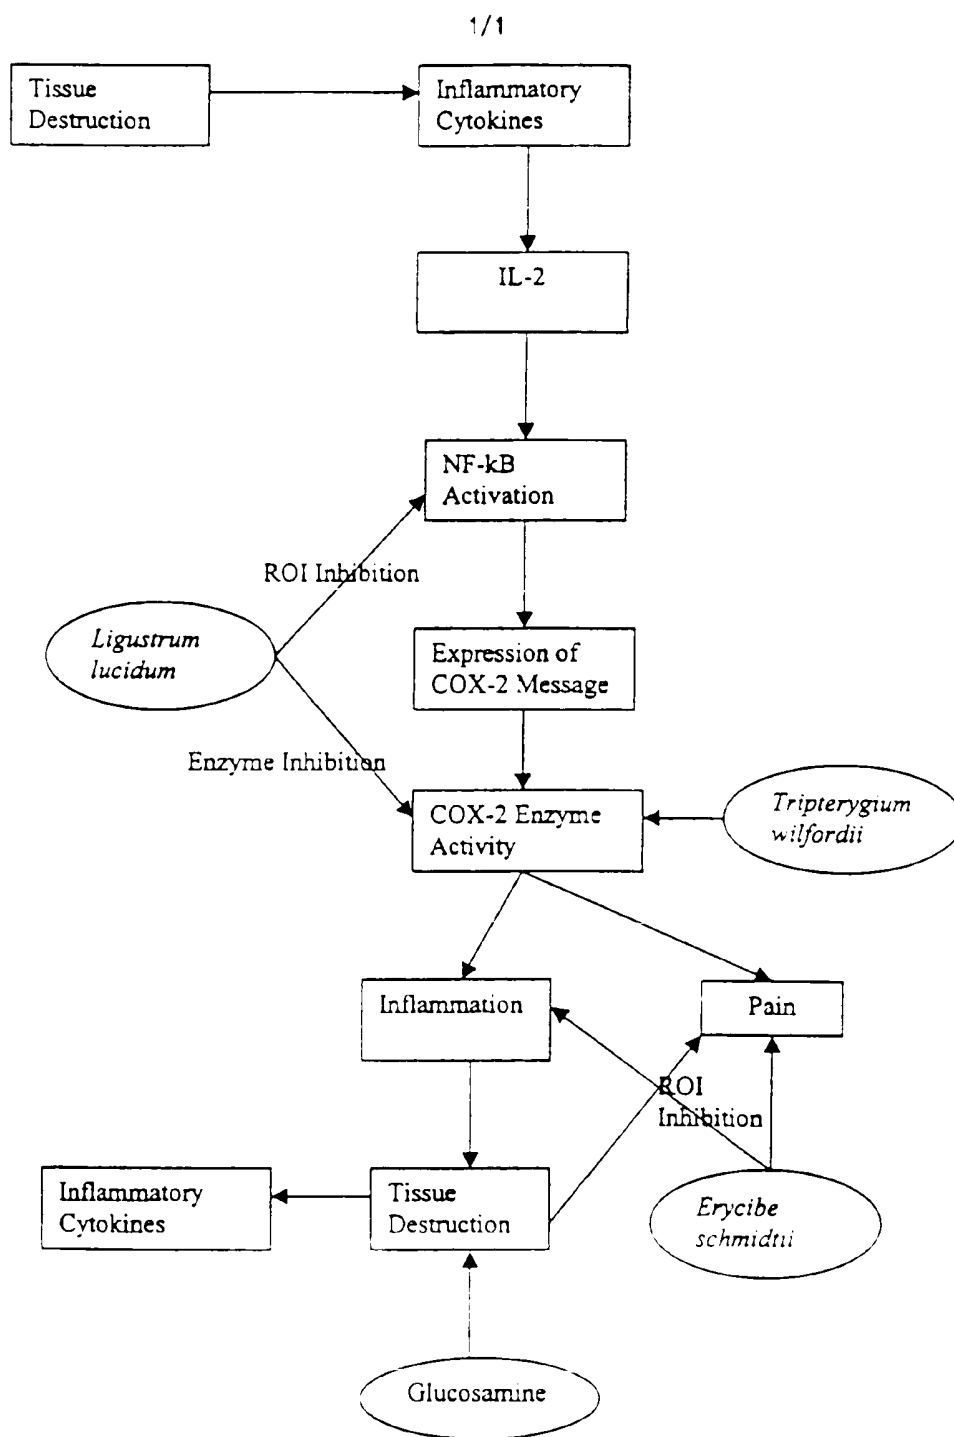 1/1
Tissue
Destruction
Inflammatory
Cytokines
IL-2
NF-kB
Activation
ROI Inhibition
Ligustrum
lucidum
Expression of
COX-2 Message
Enzyme Inhibition
COX-2 Enzyme
Activity
Tripterygium
wilfordii
Inflammation
Pain
ROI
Inhibition
Inflammatory
Cytokines
Tissue
Destruction
Erycibe
schmidtii
Glucosamine